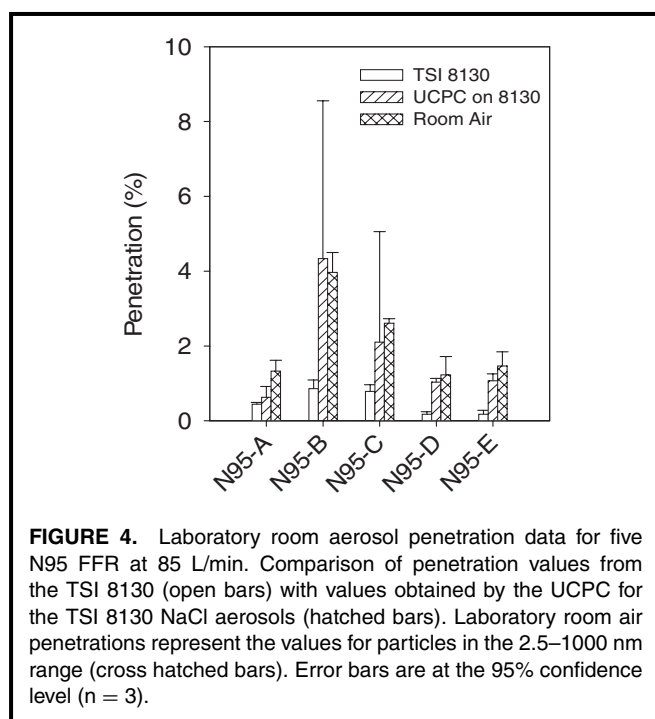 10
8
6
4
2
0
Penetration (%)
TSI 8130
UCPC on 8130
Room Air
N95-A
N95-B
N95-C
N95-D
N95-E
FIGURE 4. Laboratory room aerosol penetration data for five
N95 FFR at 85 L/min. Comparison of penetration values from
the TSI 8130 (open bars) with values obtained by the UCPC for
the TSI 8130 NaCl aerosols (hatched bars). Laboratory room air
penetrations represent the values for particles in the 2.5–1000 nm
range (cross hatched bars). Error bars are at the 95% confidence
level (n = 3).